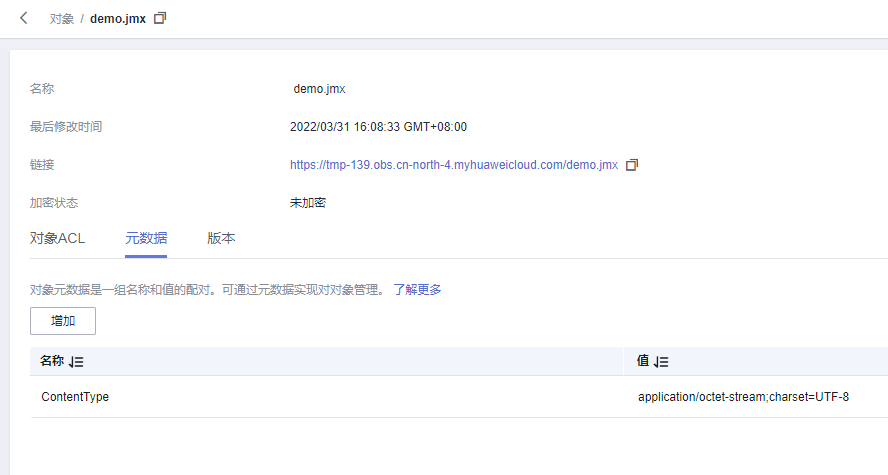 对象 / demo.jmx
名称 demo.jmx
最后修改时间 2022/03/31 16:08:33 GMT+08:00
链接 https://tmp-139.obs.cn-north-4.myhuaweicloud.com/demo.jmx
加密状态 未加密
对象ACL 元数据 版本
对象元数据是一组名称和值的配对。可通过元数据实现对对象管理。 了解更多
增加
名称 值
ContentType application/octet-stream;charset=UTF-8